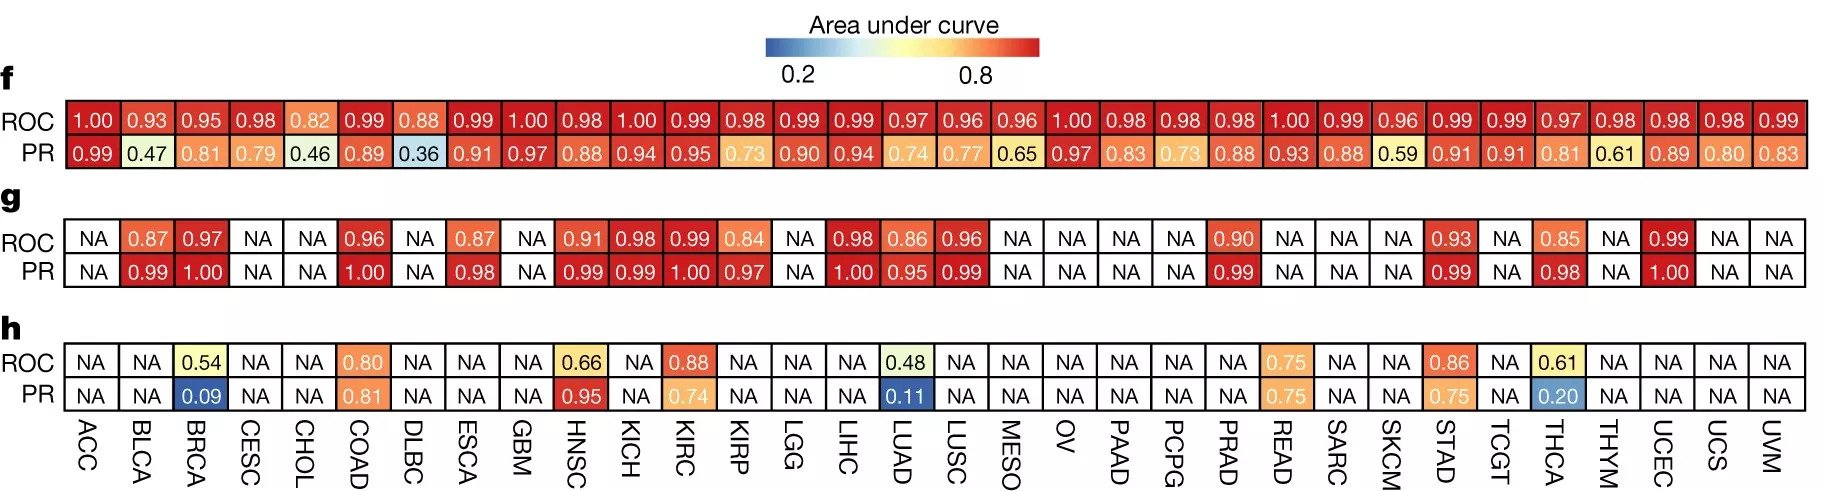 Area under curve
0.2 0.8
f
ROC 1.00 0.93 0.95 0.98 0.82 0.99 0.88 0.99 1.00 0.98 1.00 0.99 0.98 0.99 0.99 0.97 0.96 0.96 1.00 0.98 0.98 0.98 1.00 0.99 0.96 0.99 0.99 0.97 0.98 0.98 0.98 0.99
PR 0.99 0.47 0.81 0.79 0.46 0.89 0.36 0.91 0.97 0.88 0.94 0.95 0.73 0.90 0.94 0.74 0.77 0.65 0.97 0.83 0.73 0.88 0.93 0.88 0.59 0.91 0.91 0.81 0.61 0.89 0.80 0.83
g
ROC NA 0.87 0.97 NA NA 0.96 NA 0.87 NA 0.91 0.98 0.99 0.84 NA 0.98 0.86 0.96 NA NA NA NA 0.90 NA NA NA 0.93 NA 0.85 NA 0.99 NA NA
PR NA 0.99 1.00 NA NA 1.00 NA 0.98 NA 0.99 0.99 1.00 0.97 NA 1.00 0.95 0.99 NA NA NA NA 0.99 NA NA NA 0.99 NA 0.98 NA 1.00 NA NA
h
ROC NA NA 0.54 NA NA 0.80 NA NA NA 0.66 NA 0.88 NA NA NA 0.48 NA NA NA NA NA NA 0.75 NA NA 0.86 NA 0.61 NA NA NA NA
PR NA NA 0.09 NA NA 0.81 NA NA NA 0.95 NA 0.74 NA NA NA 0.11 NA NA NA NA NA NA 0.75 NA NA 0.75 NA 0.20 NA NA NA NA
ACC BLCA BRCA CESC CHOL COAD DLBC ESCA GBM HNSC KICH KIRC KIRP LGG LIHC LUAD LUSC MESO OV PAAD PCPG PRAD READ SARC SKCM STAD TCGT THCA THYM UCEC UCS UVM